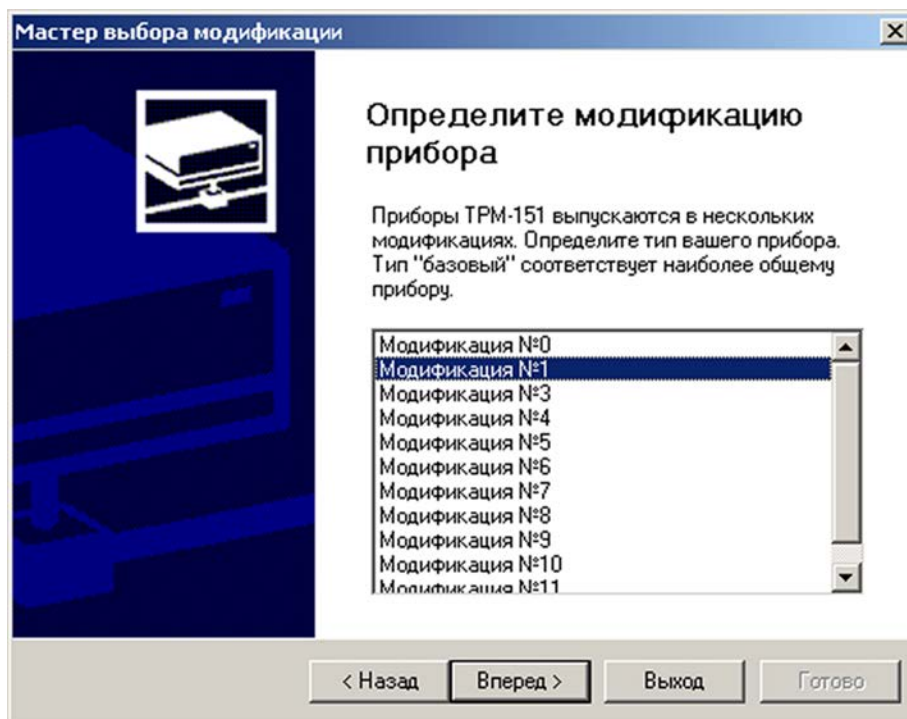 Мастер выбора модификации
Определите модификацию
прибора
Приборы ТРМ-151 выпускаются в нескольких
модификациях. Определите тип вашего прибора.
Тип "базовый" соответствует наиболее общему
прибору.
Модификация №0
Модификация №1
Модификация №3
Модификация №4
Модификация №5
Модификация №6
Модификация №7
Модификация №8
Модификация №9
Модификация №10
Модификация №11
< Назад Вперед > Выход Готово